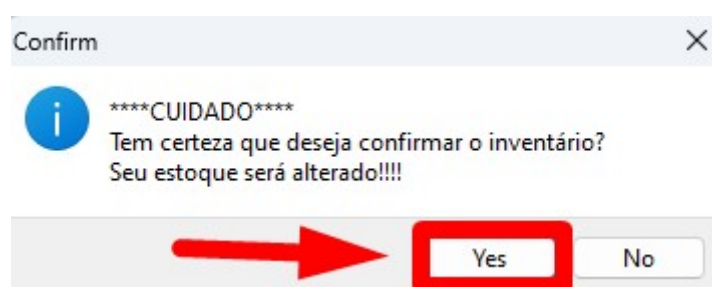 Confirm
****CUIDADO****
Tem certeza que deseja confirmar o inventário?
Seu estoque será alterado!!!!
Yes
No